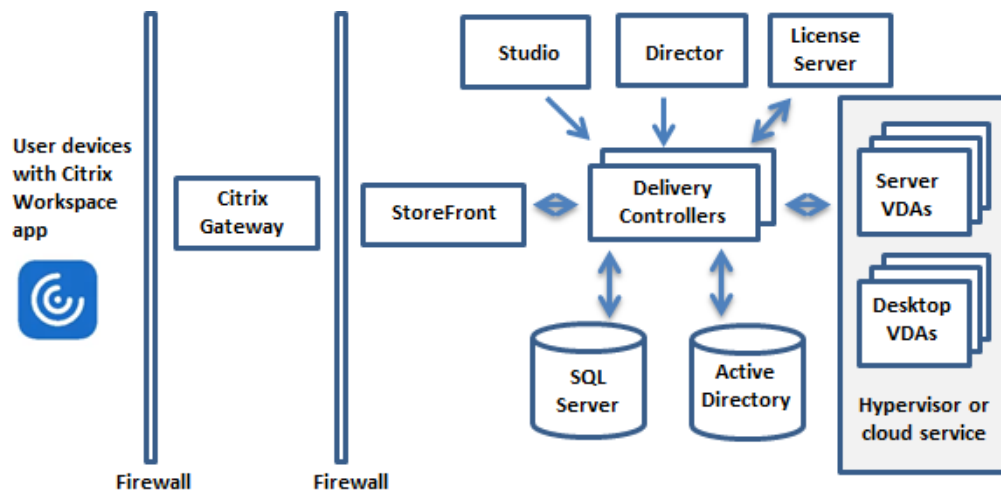 User devices
with Citrix
Workspace
app
Firewall
Citrix
Gateway
Firewall
StoreFront
Studio
Director
License
Server
Delivery
Controllers
SQL
Server
Active
Directory
Server
VDAs
Desktop
VDAs
Hypervisor or
cloud service